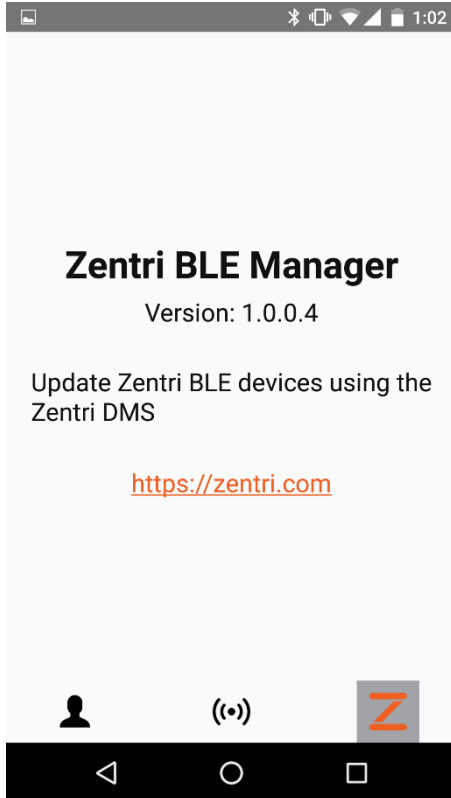 1:02
Zentri BLE Manager
Version: 1.0.0.4
Update Zentri BLE devices using the
Zentri DMS
https://zentri.com